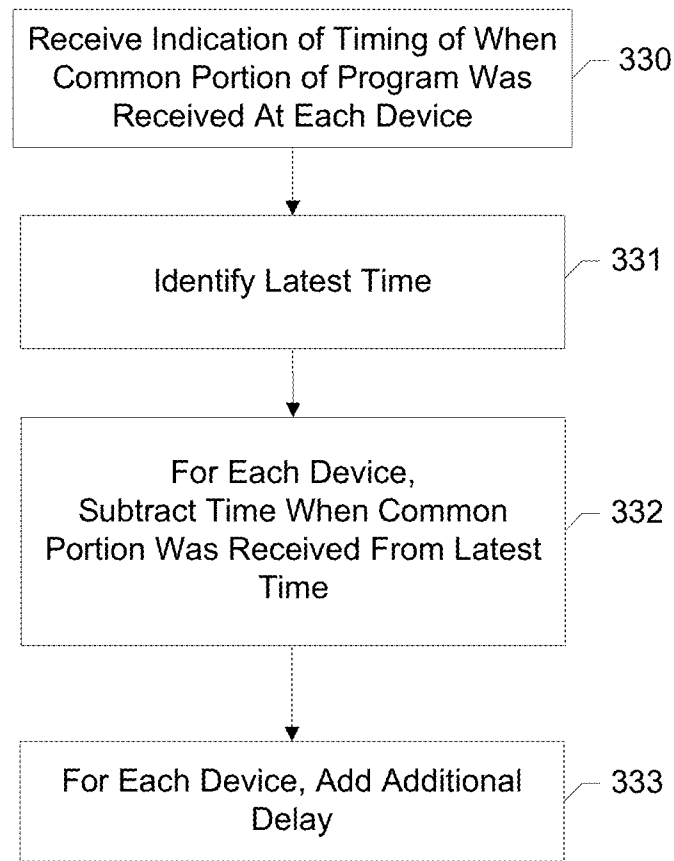 Receive Indication of Timing of When
Common Portion of Program Was
Received At Each Device
330
Identify Latest Time
331
For Each Device,
Subtract Time When Common
Portion Was Received From Latest
Time
332
For Each Device, Add Additional
Delay
333